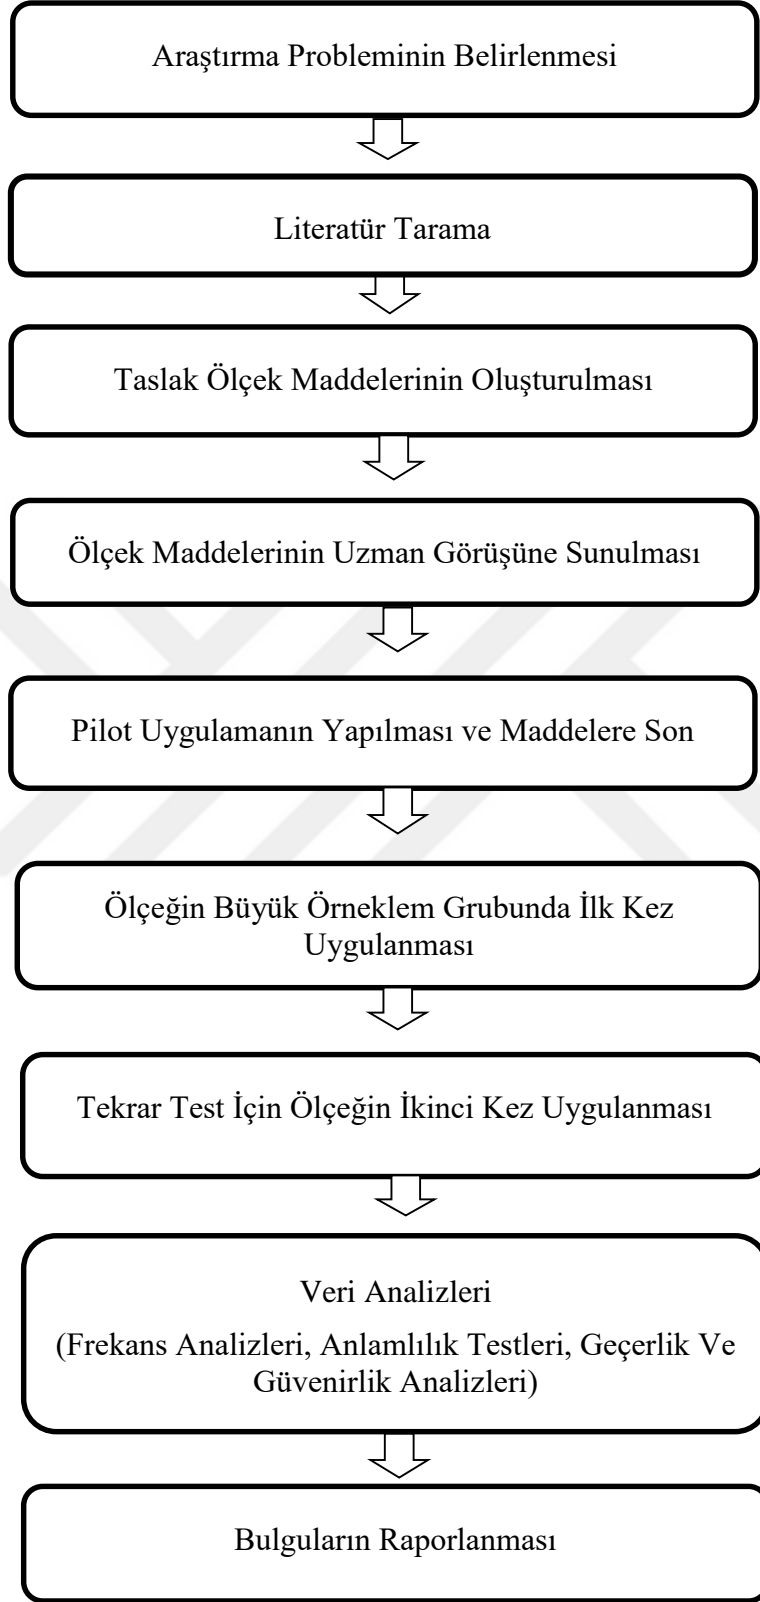 Araştırma Probleminin Belirlenmesi
Literatür Tarama
Taslak Ölçek Maddelerinin Oluşturulması
Ölçek Maddelerinin Uzman Görüşüne Sunulması
Pilot Uygulamanın Yapılması ve Maddelere Son
Ölçeğin Büyük Örneklem Grubunda İlk Kez
Uygulanması
Tekrar Test İçin Ölçeğin İkinci Kez Uygulanması
Veri Analizleri
(Frekans Analizleri, Anlamlılık Testleri, Geçerlik Ve
Güvenirlik Analizleri)
Bulguların Raporlanması